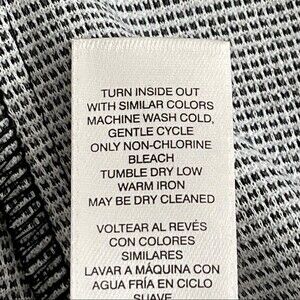 TURN INSIDE OUT
WITH SIMILAR COLORS
MACHINE WASH COLD,
GENTLE CYCLE
ONLY NON-CHLORINE
BLEACH
TUMBLE DRY LOW
WARM IRON
MAY BE DRY CLEANED
VOLTEAR AL REVÉS
CON COLORES
SIMILARES
LAVAR A MÁQUINA CON
AGUA FRÍA EN CICLO
SUAVE